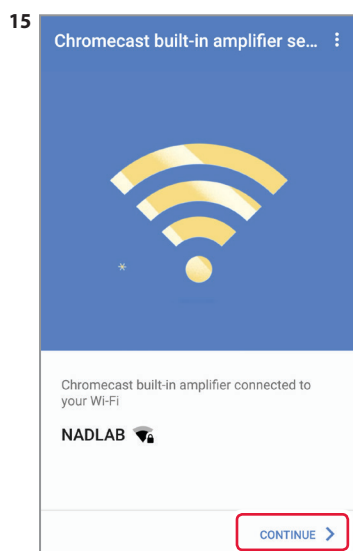 15
Chromecast built-in amplifier se...
Chromecast built-in amplifier connected to
your Wi-Fi
NADLAB
CONTINUE